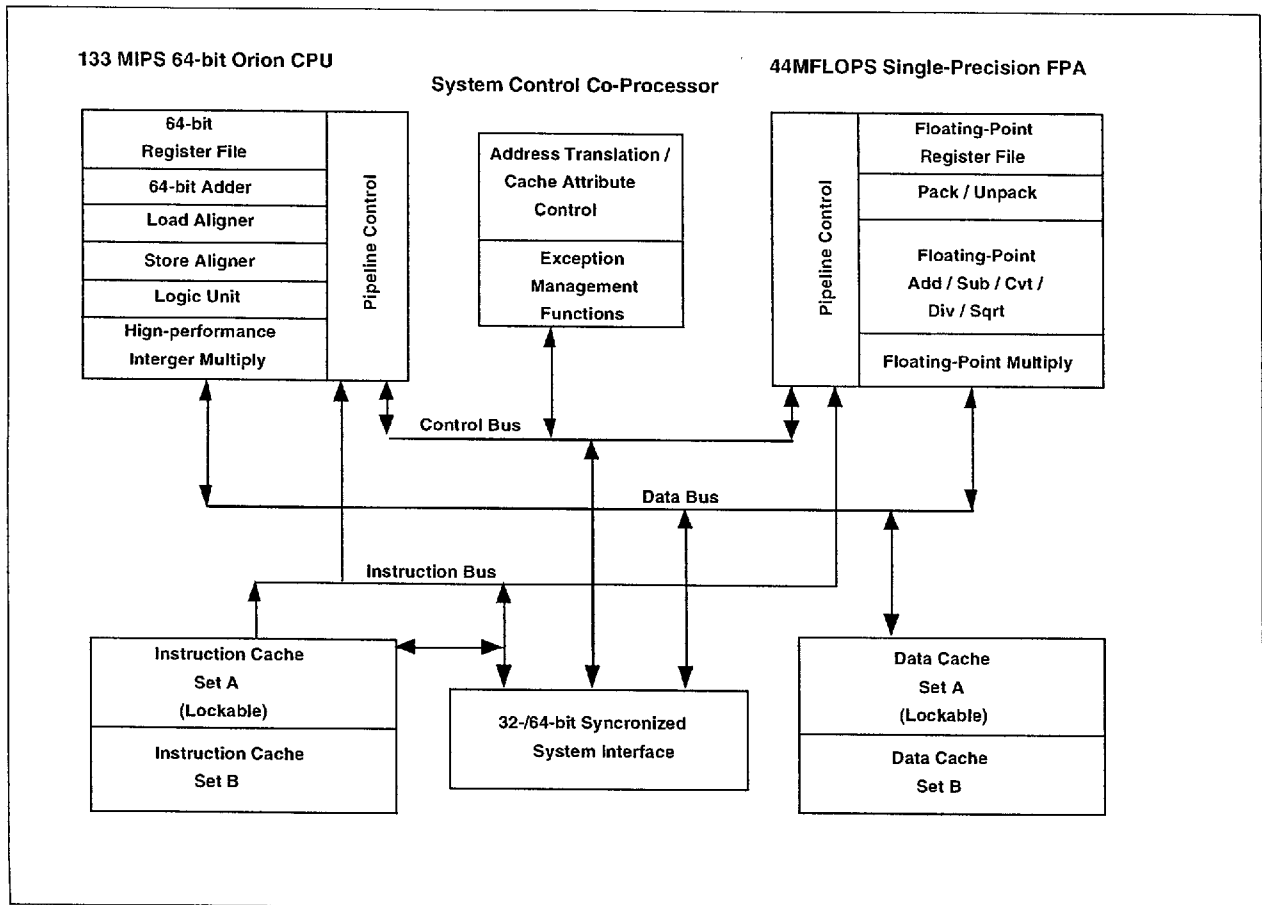 133 MIPS 64-bit Orion CPU
System Control Co-Processor
44MFLOPS Single-Precision FPA
64-bit
Register File
64-bit Adder
Load Aligner
Store Aligner
Logic Unit
Hign-performance
Interger Multiply
Pipeline Control
Address Translation /
Cache Attribute
Control
Exception
Management
Functions
Pipeline Control
Floating-Point
Register File
Pack / Unpack
Floating-Point
Add / Sub / Cvt /
Div / Sqrt
Floating-Point Multiply
Control Bus
Data Bus
Instruction Bus
Instruction Cache
Set A
(Lockable)
Instruction Cache
Set B
32-/64-bit Syncronized
System Interface
Data Cache
Set A
(Lockable)
Data Cache
Set B